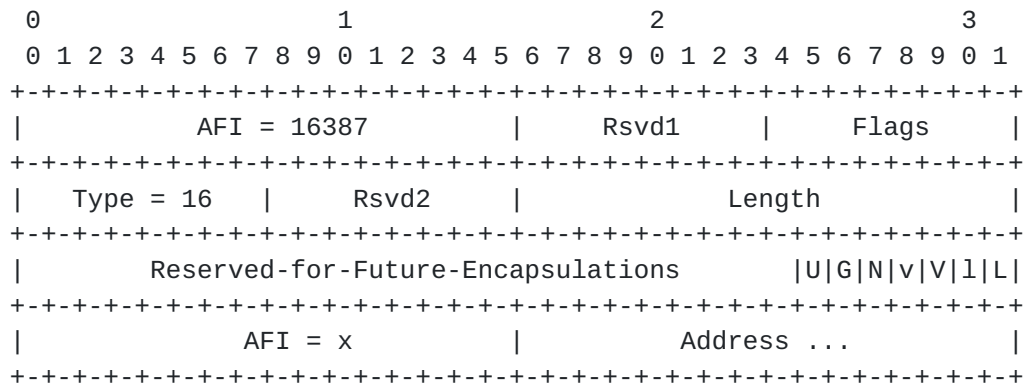 0                   1                   2                   3
 0 1 2 3 4 5 6 7 8 9 0 1 2 3 4 5 6 7 8 9 0 1 2 3 4 5 6 7 8 9 0 1
+-+-+-+-+-+-+-+-+-+-+-+-+-+-+-+-+-+-+-+-+-+-+-+-+-+-+-+-+-+-+-+-+
|           AFI = 16387         |     Rsvd1     |     Flags     |
+-+-+-+-+-+-+-+-+-+-+-+-+-+-+-+-+-+-+-+-+-+-+-+-+-+-+-+-+-+-+-+-+
|   Type = 16   |     Rsvd2     |             Length            |
+-+-+-+-+-+-+-+-+-+-+-+-+-+-+-+-+-+-+-+-+-+-+-+-+-+-+-+-+-+-+-+-+
|        Reserved-for-Future-Encapsulations       |U|G|N|v|V|l|L|
+-+-+-+-+-+-+-+-+-+-+-+-+-+-+-+-+-+-+-+-+-+-+-+-+-+-+-+-+-+-+-+-+
|              AFI = x          |          Address ...          |
+-+-+-+-+-+-+-+-+-+-+-+-+-+-+-+-+-+-+-+-+-+-+-+-+-+-+-+-+-+-+-+-+